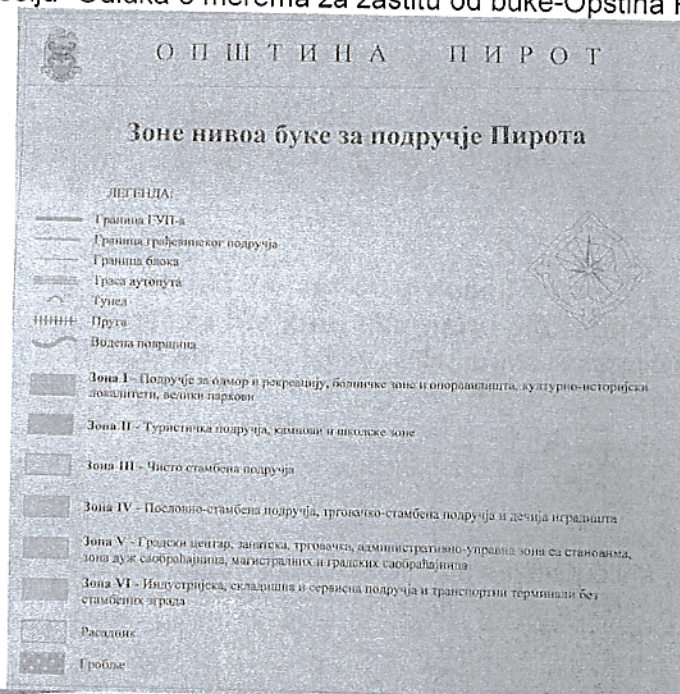 Odluka o merema za zaštitu od buke-Opština
ОПШТИНА ПИРОТ
Зоне нивоа буке за подручје Пирота
ЛЕГЕНДА:
Граница ГУП-а
Граница грађевинског подручја
Граница блока
Траса аутопута
Тунел
Пруга
Водена површина
Зона I - Подручје за одмор и рекреацију, болничке зоне и опоравилишта, културно-историјски
локалитети, велики паркови
Зона II - Туристичка подручја, кампови и школске зоне
Зона III - Чисто стамбена подручја
Зона IV - Пословно-стамбена подручја, трговачко-стамбена подручја и дечија игралишта
Зона V - Градски центар, занатска, трговачка, административно-управна зона са становима,
зона дуж саобраћајница, магистралних и градских саобраћајница
Зона VI - Индустријска, складишна и сервисна подручја и транспортни терминали без
стамбених зграда
Расадник
Гробље